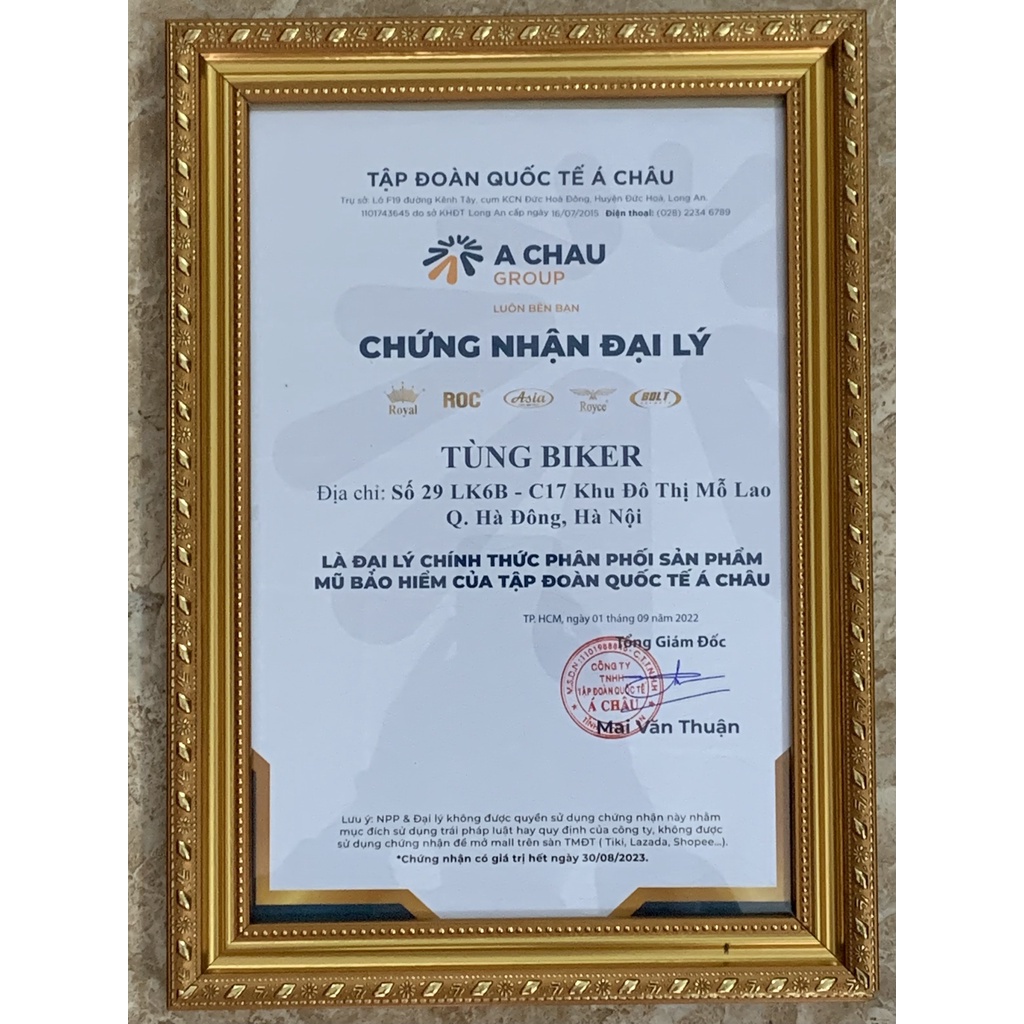 TẬP ĐOÀN QUỐC TẾ Á CHÂU
Trụ sở: Lô F19 đường Kênh Tây, cụm KCN Đức Hoà Đông, Huyện Đức Hoà, Long An.
1101743645 do sở KHĐT Long An cấp ngày 16/07/2015 Điện thoại: (028) 2234 6789
A CHAU
GROUP
LUÔN BÊN BẠN
CHỨNG NHẬN ĐẠI LÝ
Royal ROC Asia Royce BOLT
TÙNG BIKER
Địa chỉ: Số 29 LK6B - C17 Khu Đô Thị Mỗ Lao
Q. Hà Đông, Hà Nội
LÀ ĐẠI LÝ CHÍNH THỨC PHÂN PHỐI SẢN PHẨM
MŨ BẢO HIỂM CỦA TẬP ĐOÀN QUỐC TẾ Á CHÂU
TP. HCM, ngày 01 tháng 09 năm 2022
Tổng Giám Đốc
CÔNG TY
TNHH
TẬP ĐOÀN QUỐC TẾ
Á CHÂU
Mai Văn Thuận
Lưu ý: NPP & Đại lý không được quyền sử dụng chứng nhận này nhằm
mục đích sử dụng trái pháp luật hay quy định của công ty, không được
sử dụng chứng nhận để mở mall trên sàn TMĐT ( Tiki, Lazada, Shopee...).
*Chứng nhận có giá trị hết ngày 30/08/2023.